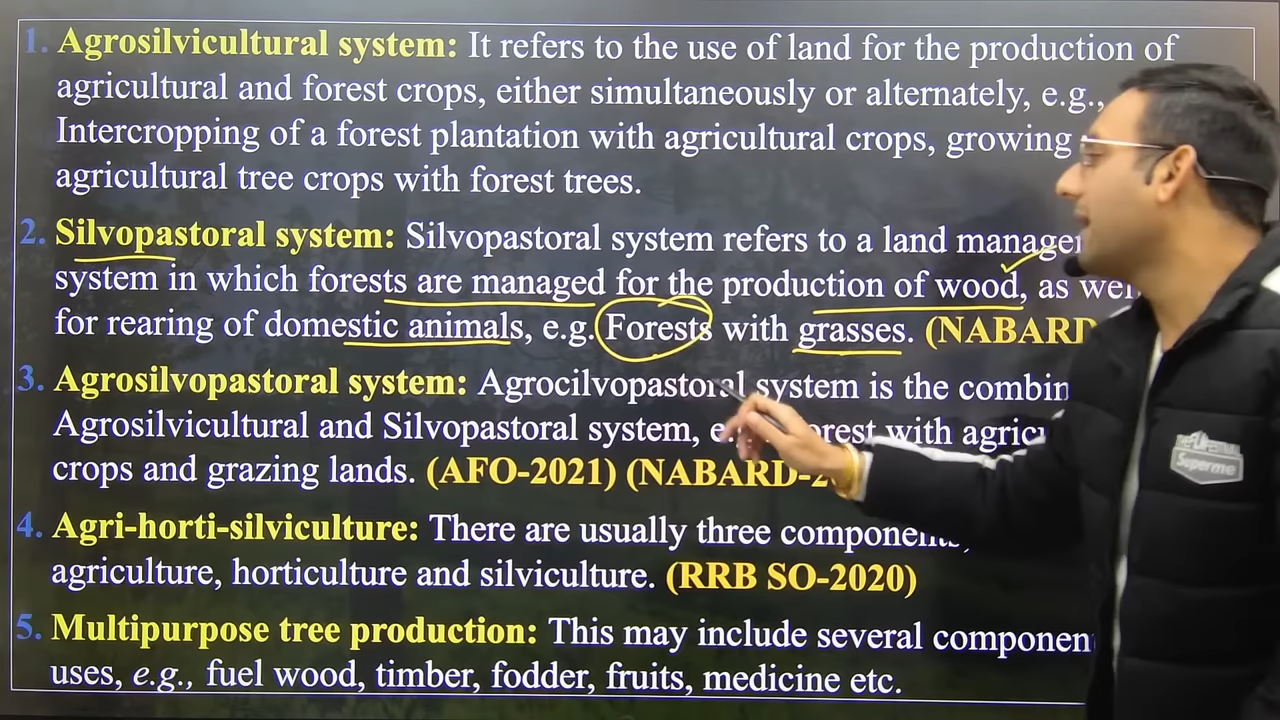 1. Agrosilvicultural system: It refers to the use of land for the production of
agricultural and forest crops, either simultaneously or alternately, e.g.,
Intercropping of a forest plantation with agricultural crops, growing
agricultural tree crops with forest trees.
2. Silvopastoral system: Silvopastoral system refers to a land
system in which forests are managed for the production of wood, as
for rearing of domestic animals, e.g. Forests with grasses. (NABARD
3. Agrosilvopastoral system: Agrocilvopastoral system is the
Agrosilvicultural and Silvopastoral system, with
crops and grazing lands. (AFO-2021) (NABARD-2
4. Agri-horti-silviculture: There are usually three
agriculture, horticulture and silviculture. (RRB SO-2020)
5. Multipurpose tree production: This may include several
uses, e.g., fuel wood, timber, fodder, fruits, medicine etc.
Superme